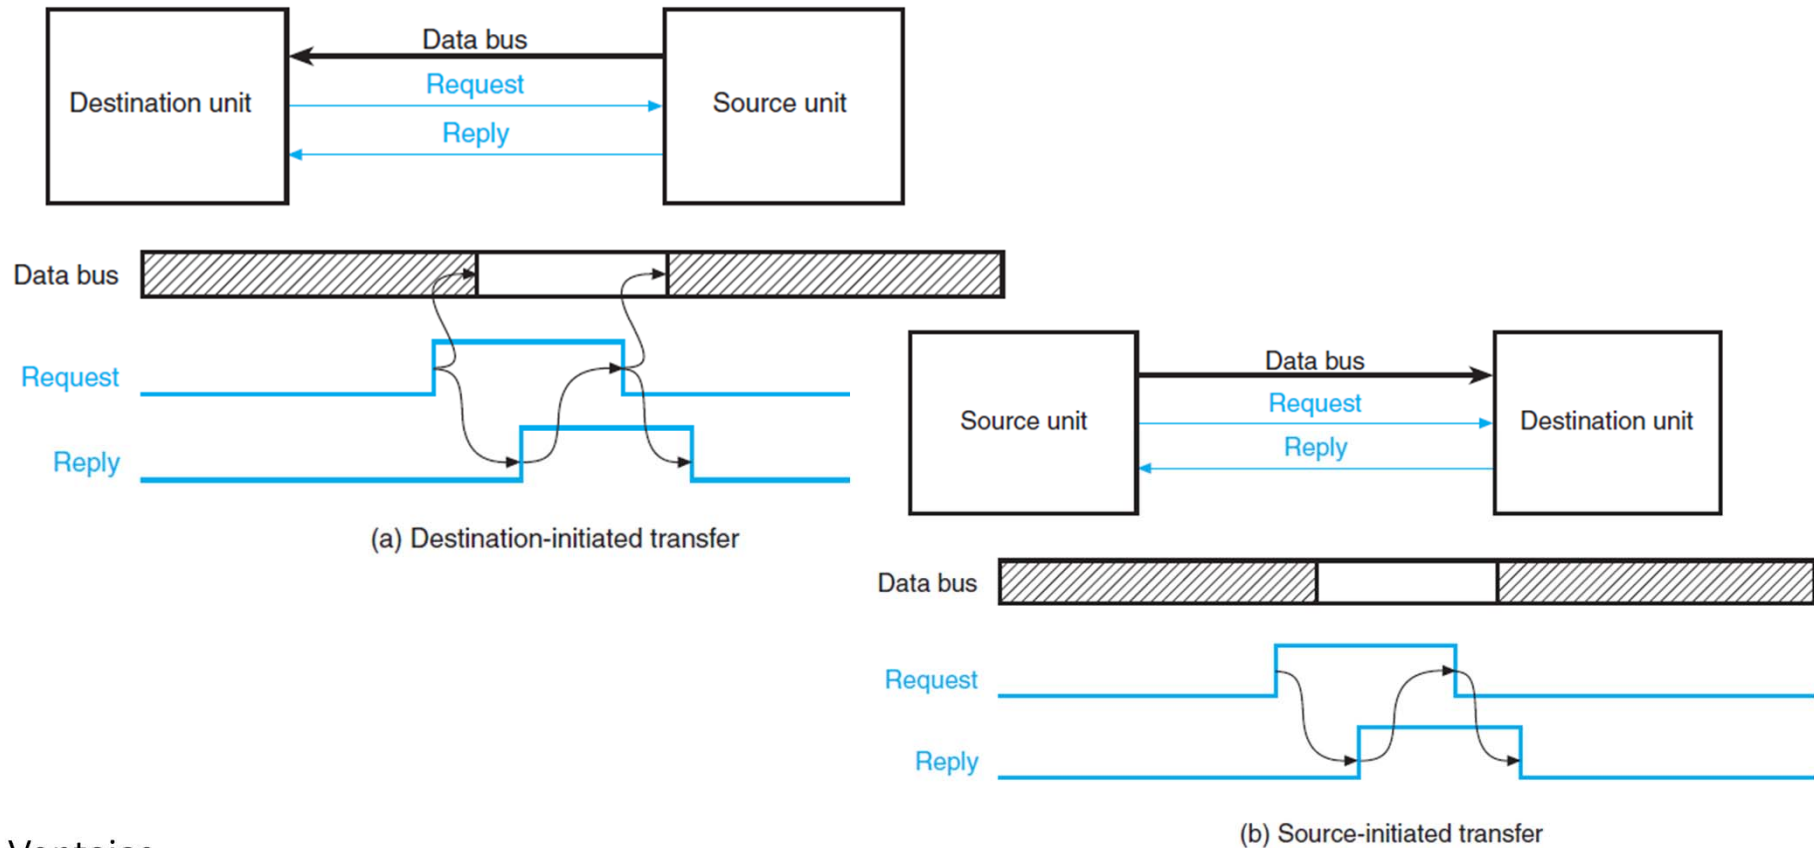 Data bus
Request
Destination unit
Source unit
Reply
Data bus
Request
Reply
(a) Destination-initiated transfer
Data bus
Request
Source unit
Destination unit
Reply
Data bus
Request
Reply
(b) Source-initiated transfer